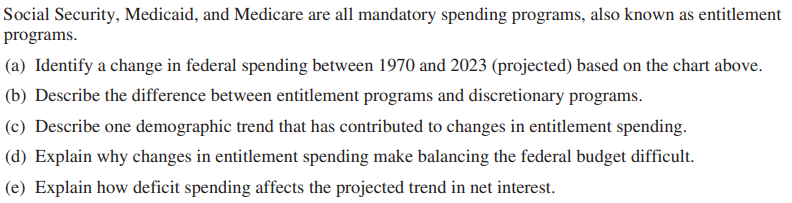 Social Security, Medicaid, and Medicare are all mandatory spending programs, also known as entitlement
programs.
(a) Identify a change in federal spending between 1970 and 2023 (projected) based on the chart above.
(b) Describe the difference between entitlement programs and discretionary programs.
(c) Describe one demographic trend that has contributed to changes in entitlement spending.
(d) Explain why changes in entitlement spending make balancing the federal budget difficult.
(e) Explain how deficit spending affects the projected trend in net interest.